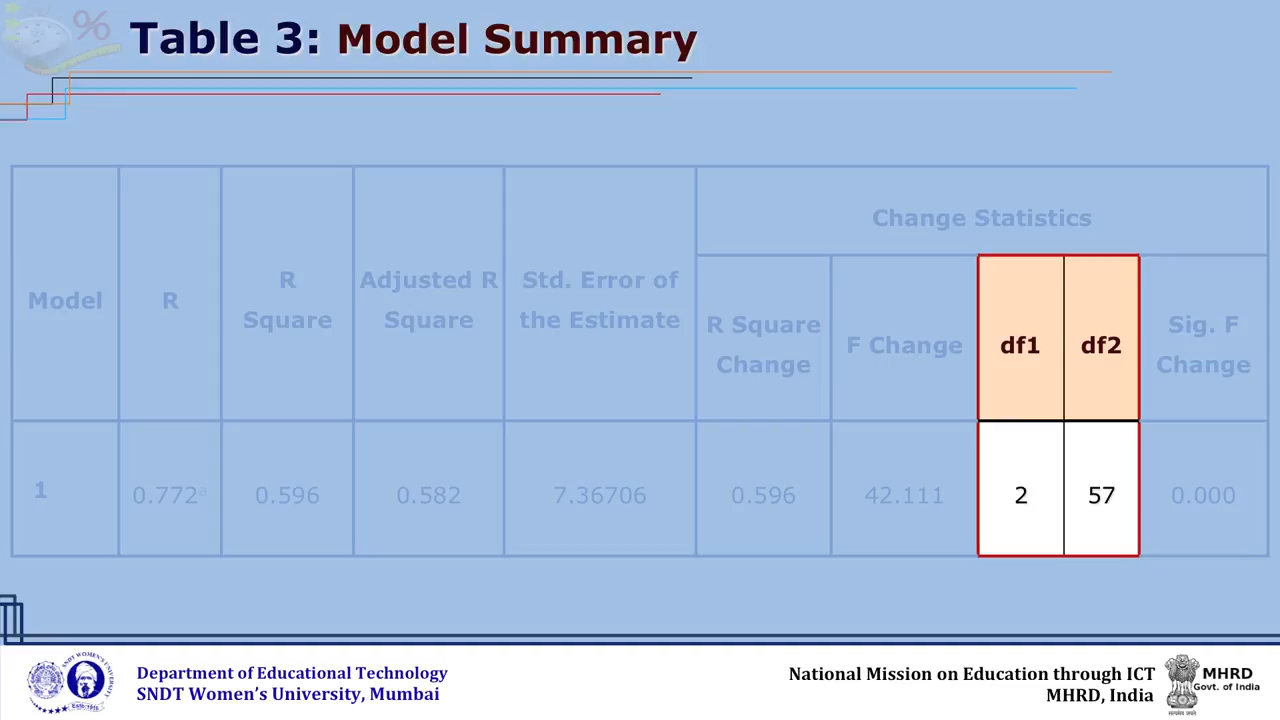 %
Table 3: Model Summary
Change Statistics
Model R R Square Adjusted R Square Std. Error of the Estimate R Square Change F Change df1 df2 Sig. F Change
1 0.772a 0.596 0.582 7.36706 0.596 42.111 2 57 0.000
Department of Educational Technology
SNDT Women's University, Mumbai
National Mission on Education through ICT
MHRD, India
MHRD
Govt. of India